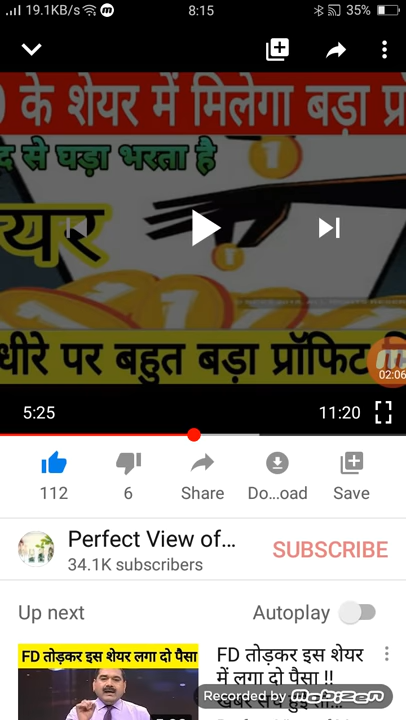 19.1KB/s
8:15
35%
के शेयर में मिलेगा बड़ा
से घड़ा भरता है
यर
धीरे पर बहुत बड़ा प्रॉफिट
02:06
5:25
11:20
112
6
Share
Do...oad
Save
Perfect View of...
34.1K subscribers
SUBSCRIBE
Up next
Autoplay
FD तोड़कर इस शेयर लगा दो पैसा
FD तोड़कर इस शेयर
में लगा दो पैसा !!
Recorded by mobizen